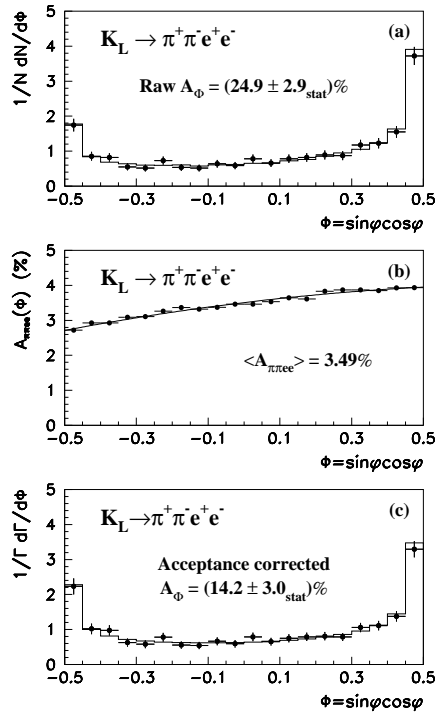 (a)
K_L → π⁺π⁻e⁺e⁻
Raw A_Φ = (24.9 ± 2.9_stat)%
1/N dN/dΦ
5
4
3
2
1
0
-0.5 -0.3 -0.1 0.1 0.3 0.5
Φ=sinφcosφ
(b)
K_L → π⁺π⁻e⁺e⁻
<A_ππee> = 3.49%
A_ππee(Φ) (%)
5
4
3
2
1
0
-0.5 -0.3 -0.1 0.1 0.3 0.5
Φ=sinφcosφ
(c)
K_L→π⁺π⁻e⁺e⁻
Acceptance corrected
A_Φ = (14.2 ± 3.0_stat)%
1/Γ dΓ/dΦ
5
4
3
2
1
0
-0.5 -0.3 -0.1 0.1 0.3 0.5
Φ=sinφcosφ